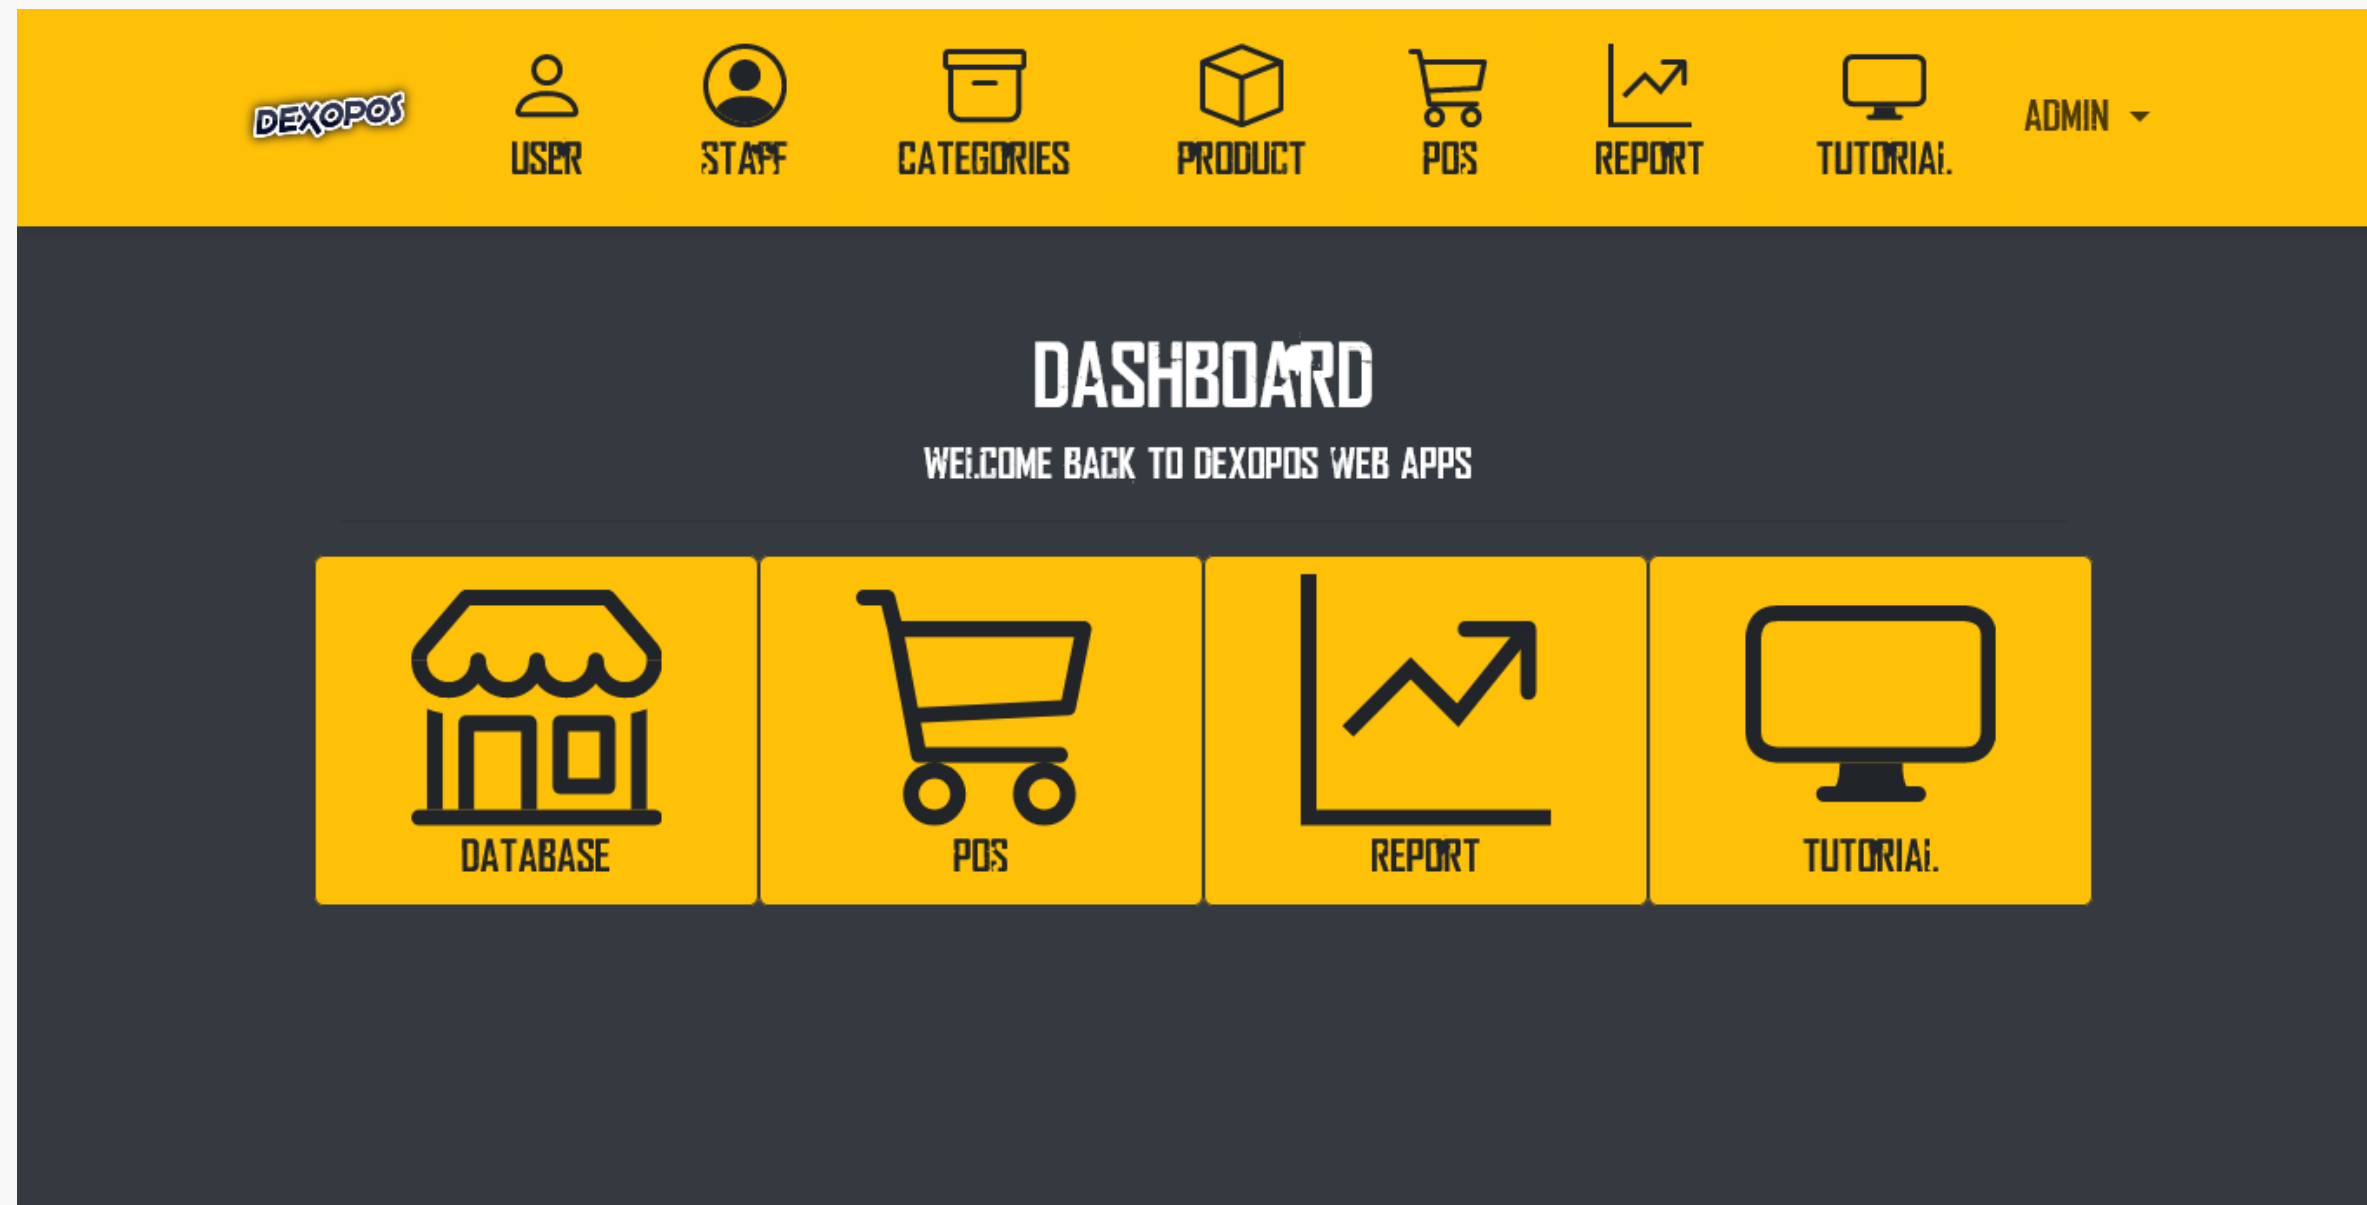 DEXOPOS
USER
STAFF
CATEGORIES
PRODUCT
POS
REPORT
TUTORIAL
ADMIN
DASHBOARD
WELCOME BACK TO DEXOPOS WEB APPS
DATABASE
POS
REPORT
TUTORIAL